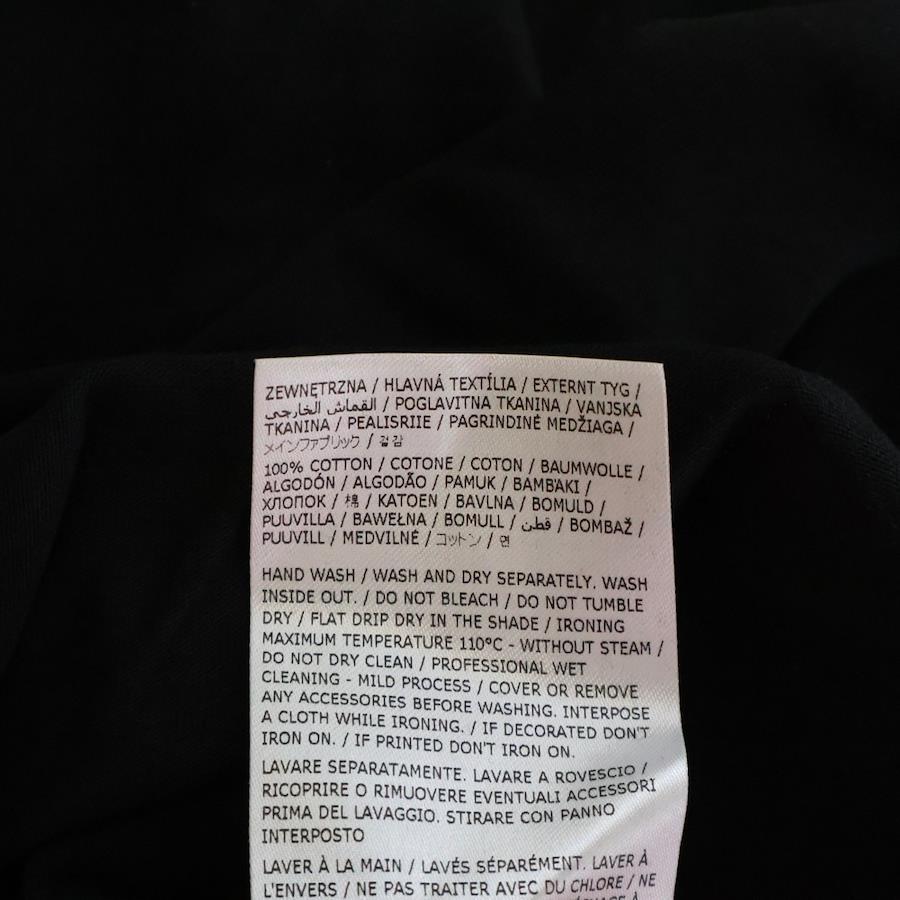 ZEWNĘTRZNA / HLAVNÁ TEXTÍLIA / EXTERNT TYG /
القماش الخارجي / POGLAVITNA TKANINA / VANJSKA
TKANINA / PEALISRIIE / PAGRINDINĖ MEDŽIAGA /
メインファブリック / 겉감
100% COTTON / COTONE / COTON / BAUMWOLLE /
ALGODÓN / ALGODÃO / PAMUK / BAMBAKI /
ХЛОПОК / 棉 / KATOEN / BAVLNA / BOMULD /
PUUVILLA / BAWEŁNA / BOMULL / قطن / BOMBAŽ /
PUUVILL / MEDVILNĖ / コットン / 면
HAND WASH / WASH AND DRY SEPARATELY. WASH
INSIDE OUT. / DO NOT BLEACH / DO NOT TUMBLE
DRY / FLAT DRIP DRY IN THE SHADE / IRONING
MAXIMUM TEMPERATURE 110°C - WITHOUT STEAM /
DO NOT DRY CLEAN / PROFESSIONAL WET
CLEANING - MILD PROCESS / COVER OR REMOVE
ANY ACCESSORIES BEFORE WASHING. INTERPOSE
A CLOTH WHILE IRONING. / IF DECORATED DON'T
IRON ON. / IF PRINTED DON'T IRON ON.
LAVARE SEPARATAMENTE. LAVARE A ROVESCIO /
RICOPRIRE O RIMUOVERE EVENTUALI ACCESSORI
PRIMA DEL LAVAGGIO. STIRARE CON PANNO
INTERPOSTO
LAVER À LA MAIN / LAVÉS SÉPARÉMENT. LAVER À
L'ENVERS / NE PAS TRAITER AVEC DU CHLORE / NE